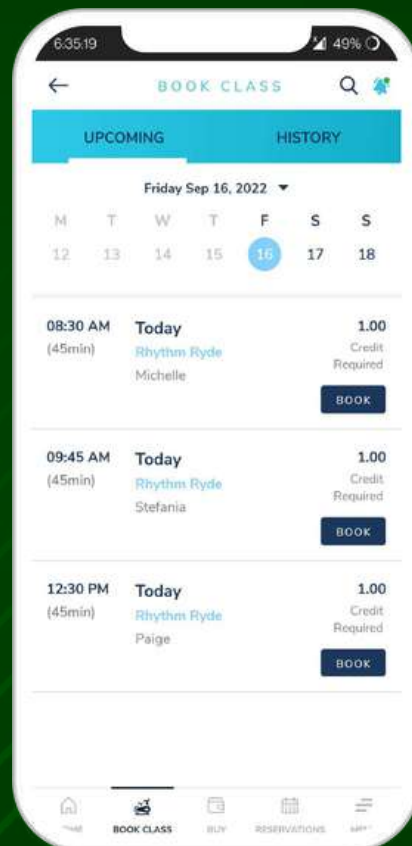 6:35:19 49%
BOOK CLASS
UPCOMING HISTORY
Friday Sep 16, 2022
M T W T F S S
12 13 14 15 16 17 18
08:30 AM Today 1.00
(45min) Rhythm Ryde Credit
Required
Michelle
BOOK
09:45 AM Today 1.00
(45min) Rhythm Ryde Credit
Required
Stefania
BOOK
12:30 PM Today 1.00
(45min) Rhythm Ryde Credit
Required
Paige
BOOK
BOOK CLASS BUY RESERVATIONS